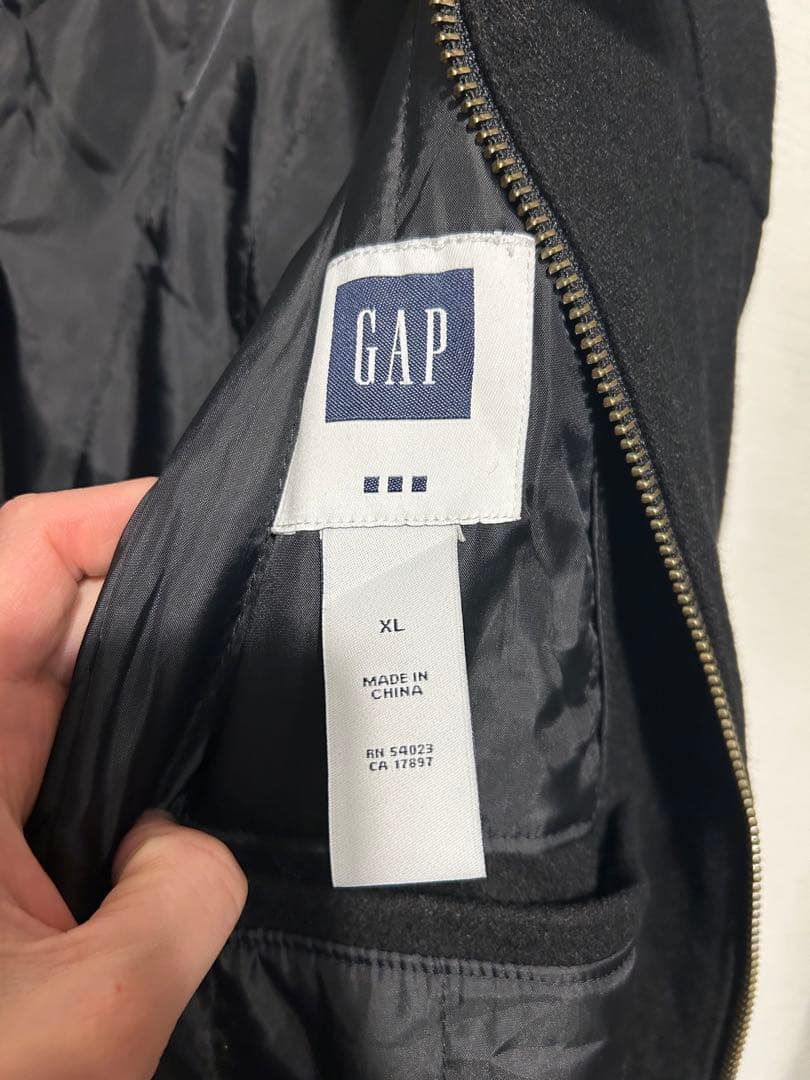 GAP
XL
MADE IN
CHINA
RN 54023
CA 17897